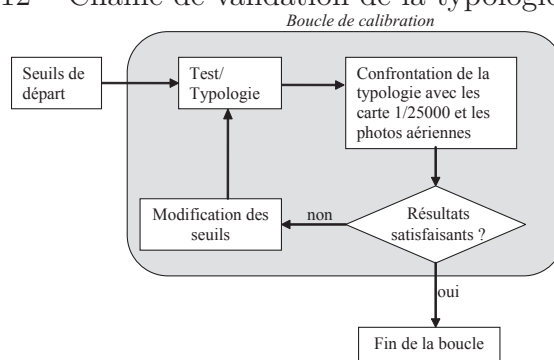 12 – Chaîne de validation de la typologie
Boucle de calibration
Seuils de
départ
Test/
Typologie
Confrontation de la
typologie avec les
carte 1/25000 et les
photos aériennes
Modification des
seuils
non
Résultats
satisfaisants ?
oui
Fin de la boucle